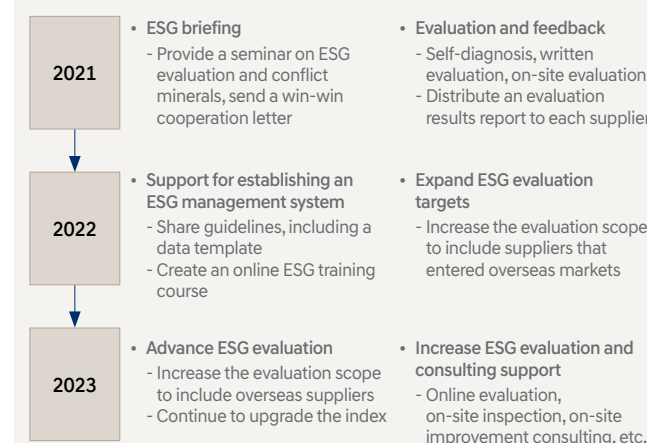 2021
• ESG briefing
- Provide a seminar on ESG
evaluation and conflict
minerals, send a win-win
cooperation letter
• Evaluation and feedback
- Self-diagnosis, written
evaluation, on-site evaluation
- Distribute an evaluation
results report to each supplier
2022
• Support for establishing an
ESG management system
- Share guidelines, including a
data template
- Create an online ESG training
course
• Expand ESG evaluation
targets
- Increase the evaluation scope
to include suppliers that
entered overseas markets
2023
• Advance ESG evaluation
- Increase the evaluation scope
to include overseas suppliers
- Continue to upgrade the index
• Increase ESG evaluation and
consulting support
- Online evaluation,
on-site inspection, on-site
improvement consulting, etc.